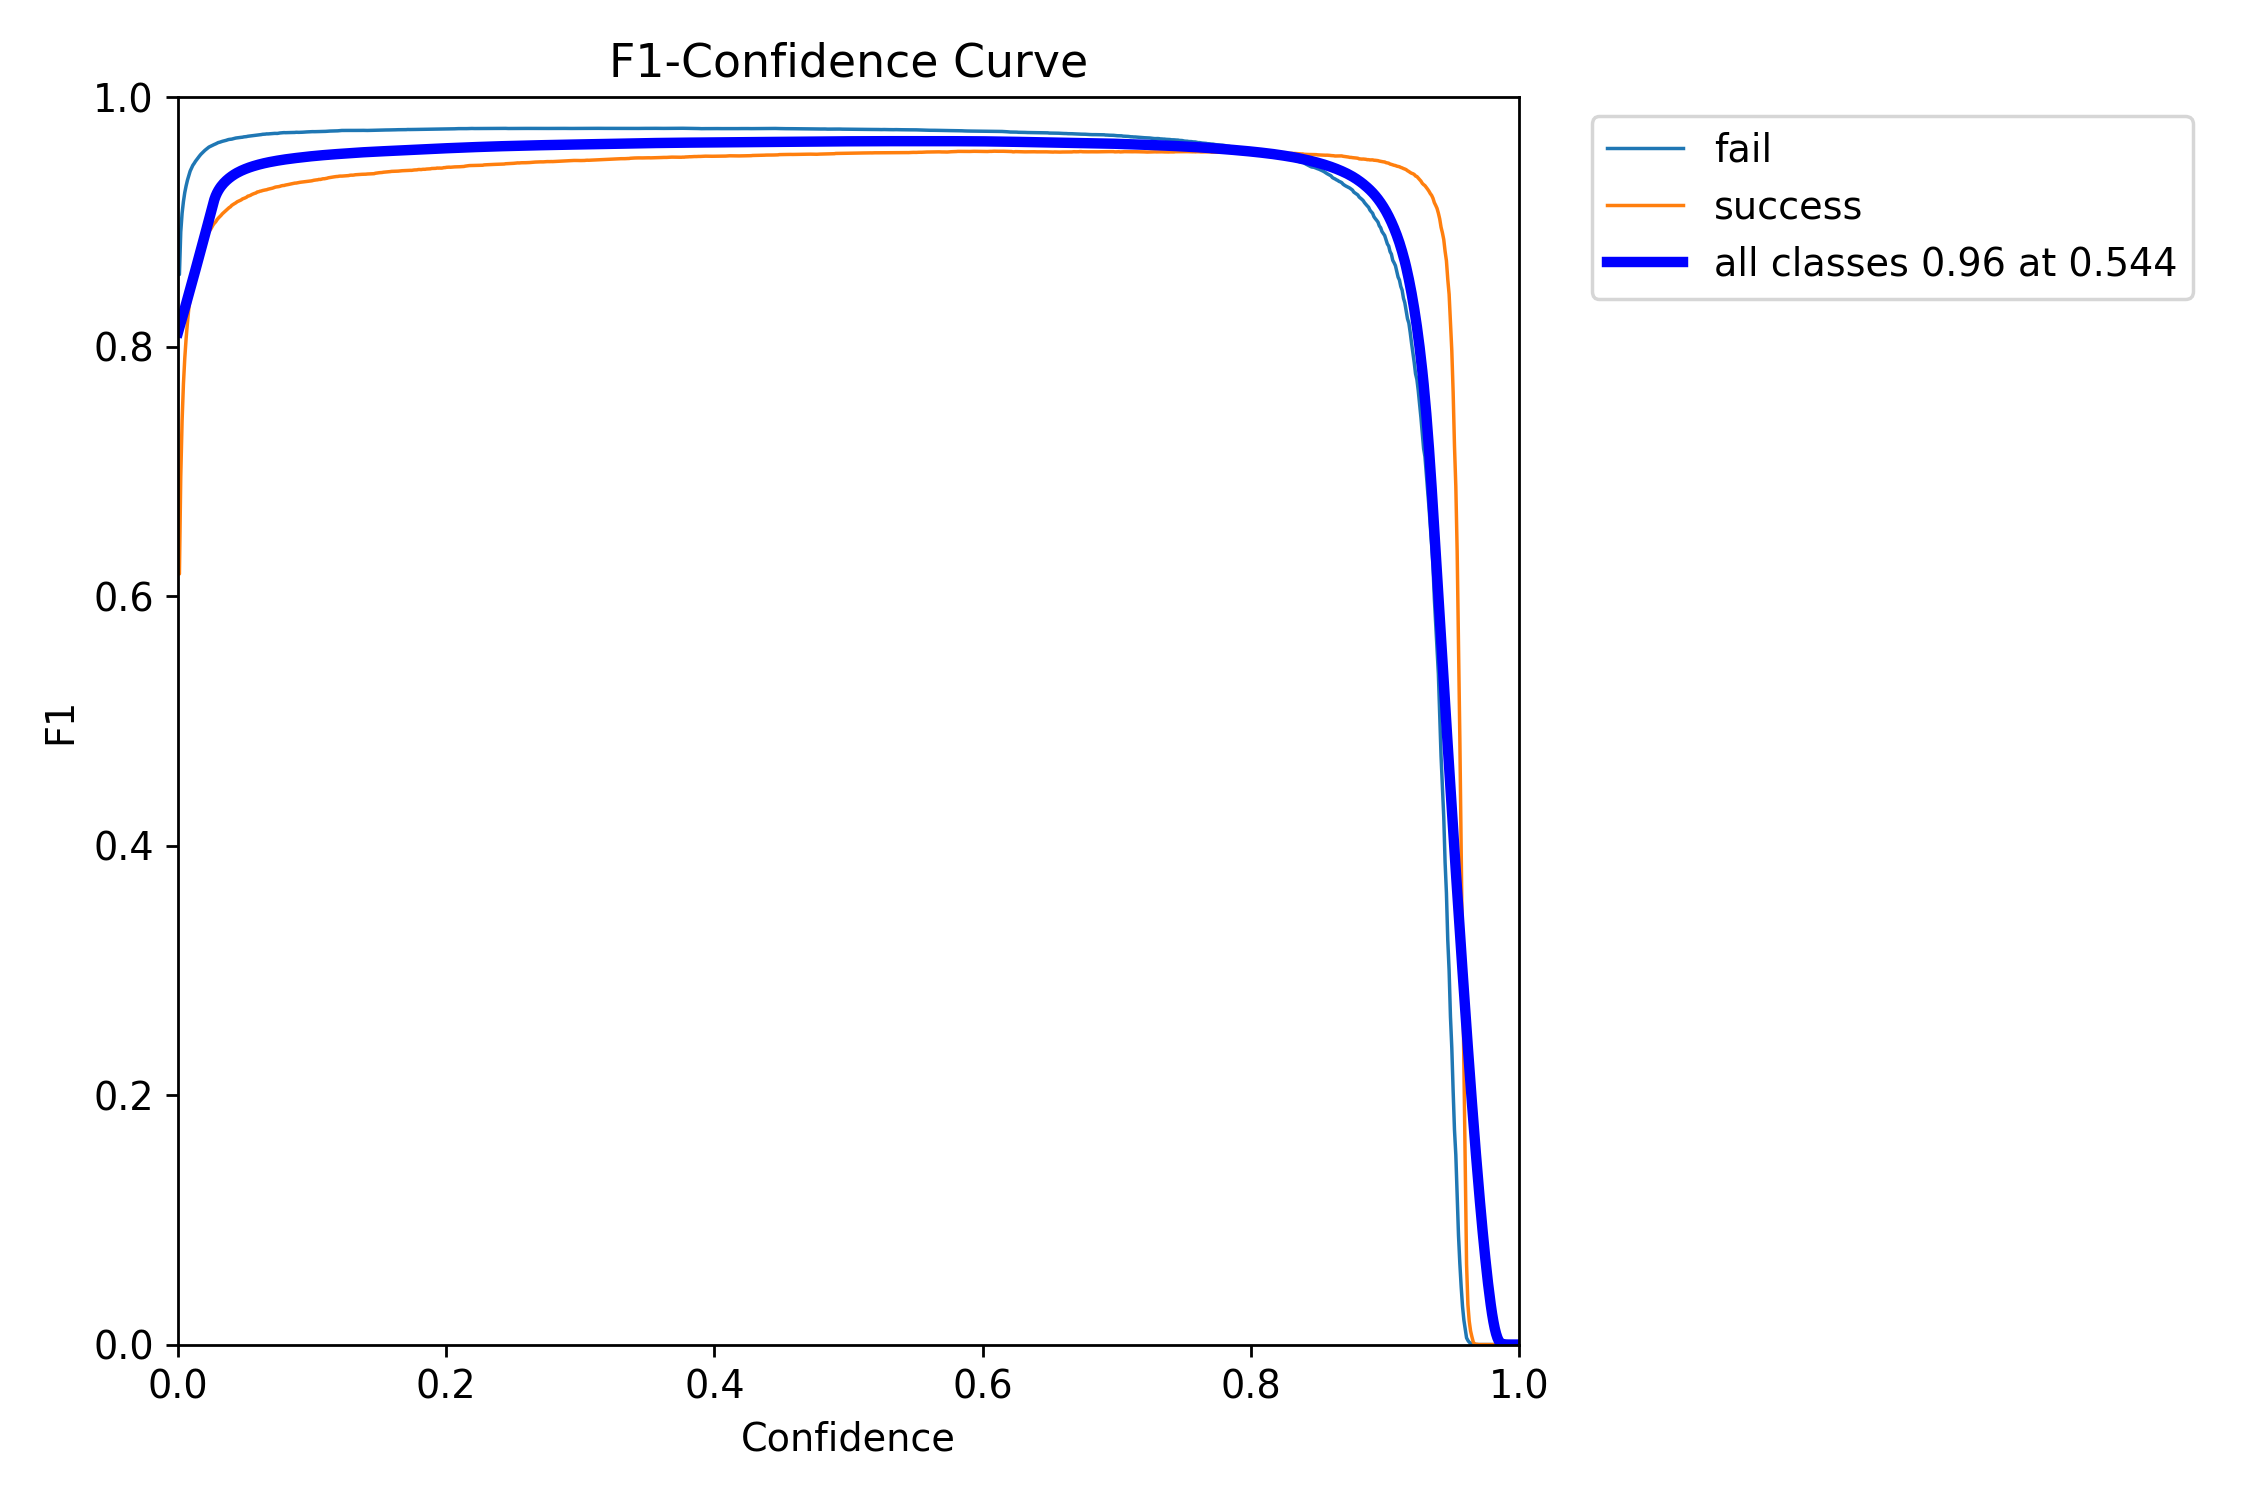 F1-Confidence Curve
1.0
0.8
0.6
0.4
0.2
0.0
F1
0.0 0.2 0.4 0.6 0.8 1.0
Confidence
fail
success
all classes 0.96 at 0.544